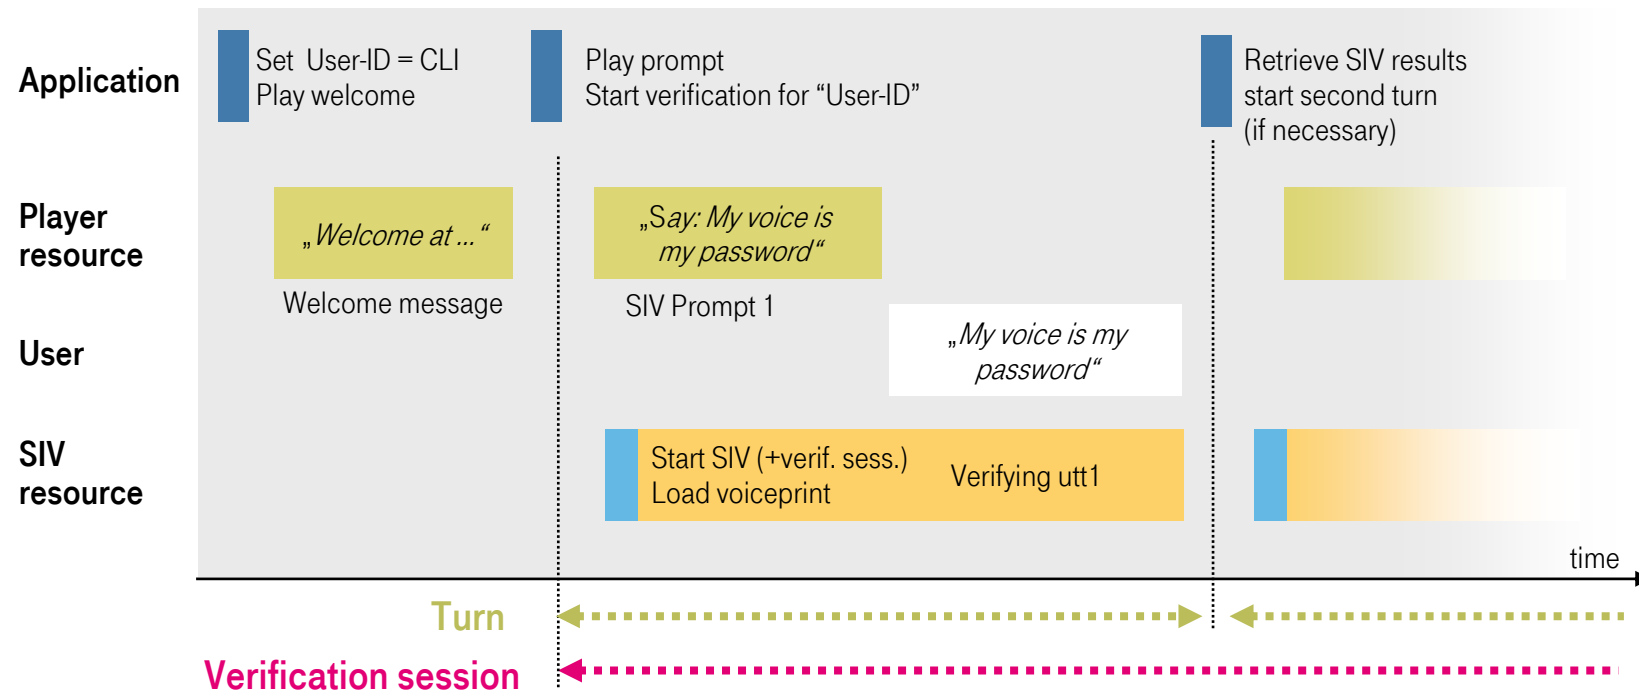 Application
Set User-ID = CLI
Play welcome
Play prompt
Start verification for “User-ID”
Retrieve SIV results
start second turn
(if necessary)
Player
resource
„Welcome at ...“
Welcome message
„Say: My voice is
my password“
SIV Prompt 1
User
„My voice is my
password“
SIV
resource
Start SIV (+verif. sess.)
Load voiceprint
Verifying utt1
time
Turn
Verification session